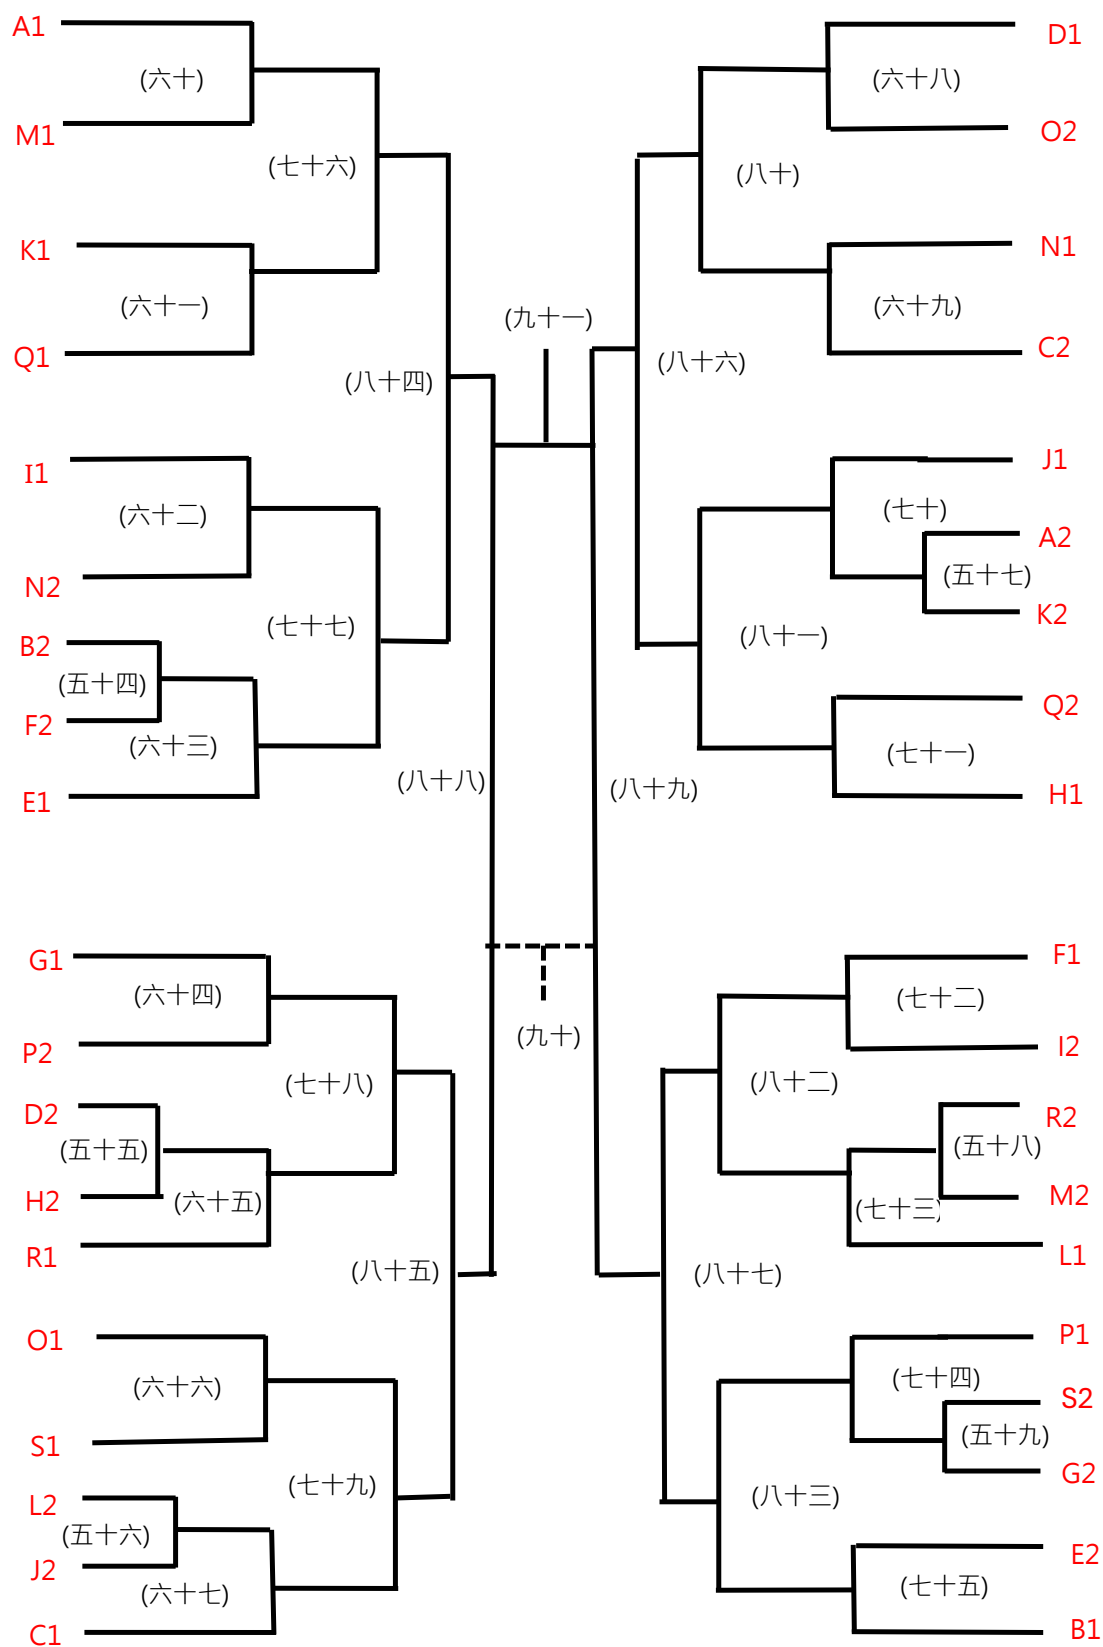 A1
(六十)
M1
(七十六)
K1
(六十一)
Q1
(八十四)
I1
(六十二)
N2
(七十七)
B2
(五十四)
F2
(六十三)
E1
(八十八)
G1
(六十四)
P2
(七十八)
D2
(五十五)
H2
(六十五)
R1
(八十五)
O1
(六十六)
S1
(七十九)
L2
(五十六)
J2
(六十七)
C1
(九十一)
(九十)
D1
(六十八)
O2
(八十)
N1
(六十九)
C2
(八十六)
J1
(七十)
A2
(五十七)
K2
(八十一)
Q2
(七十一)
H1
(八十九)
F1
(七十二)
I2
(八十二)
R2
(五十八)
M2
(七十三)
L1
(八十七)
P1
(七十四)
S2
(五十九)
G2
(八十三)
E2
(七十五)
B1